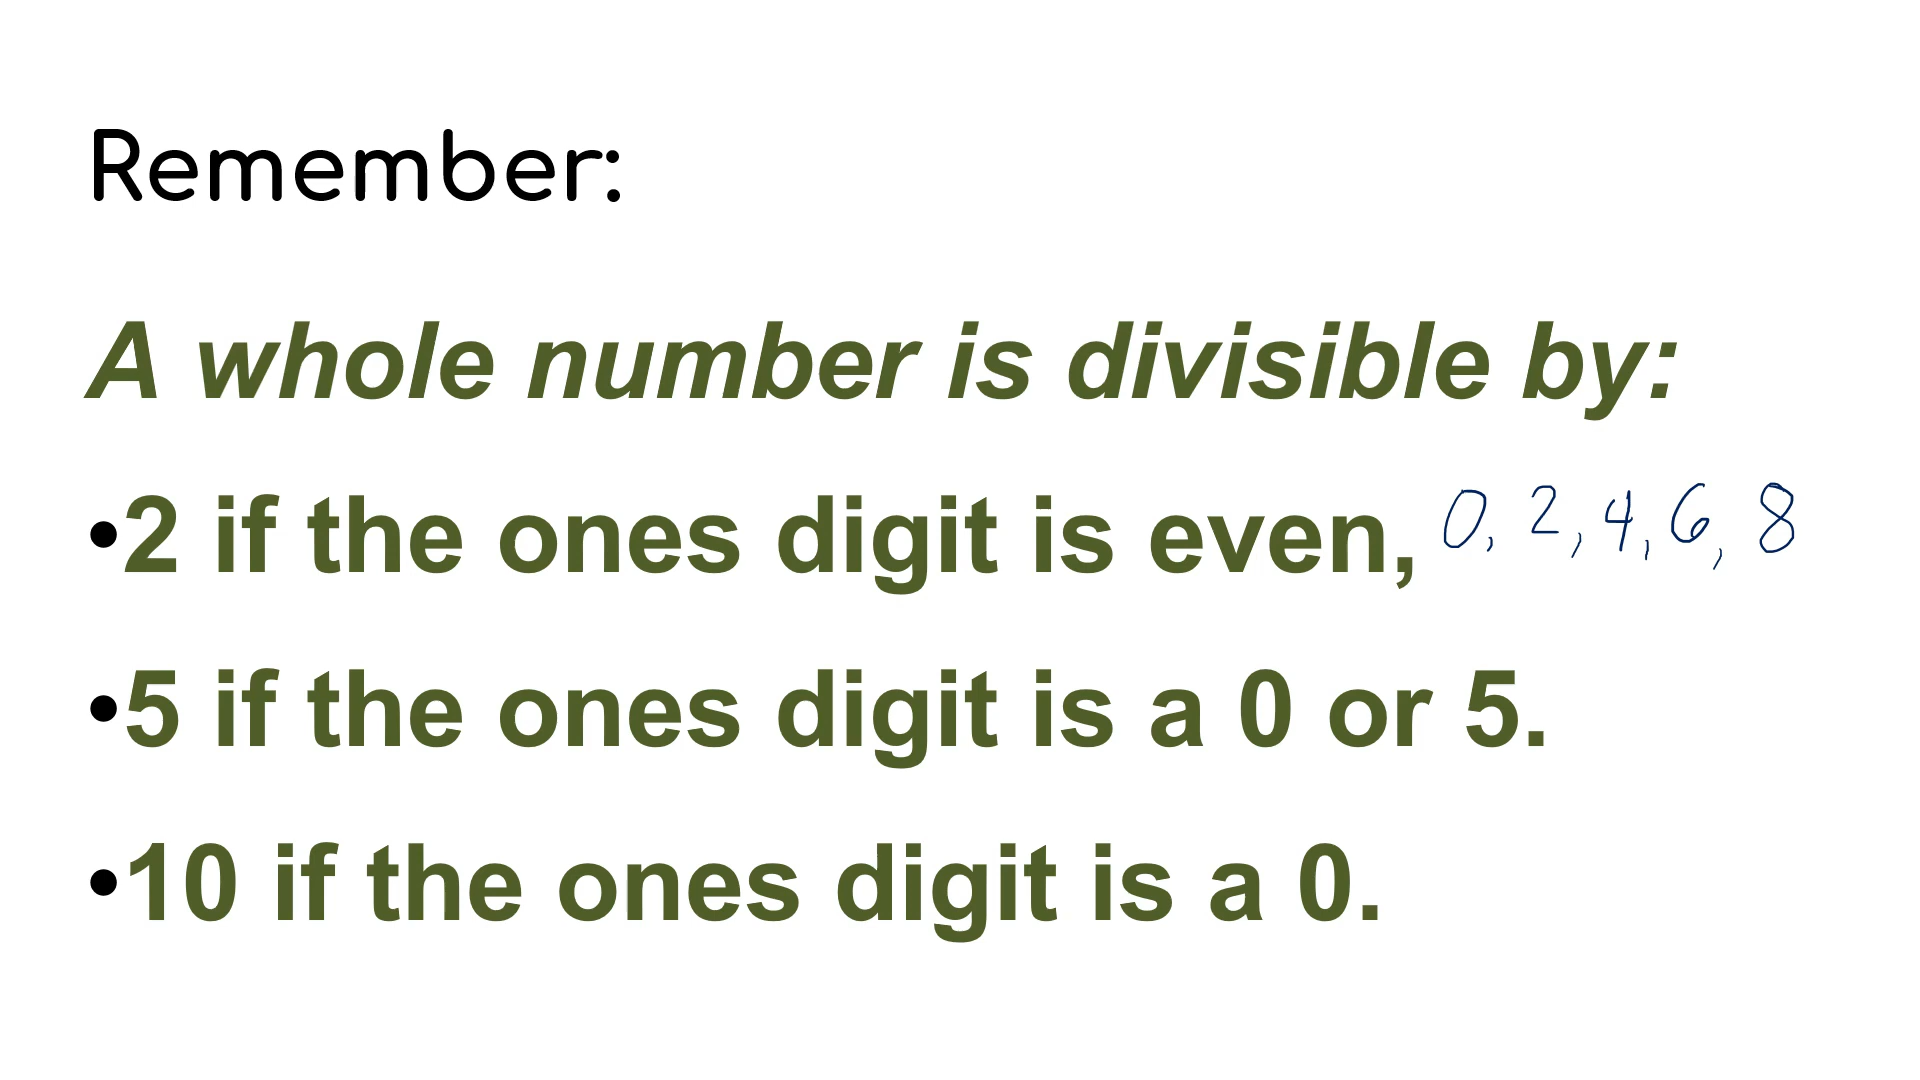 Remember:
A whole number is divisible by:
•2 if the ones digit is even, 0, 2, 4, 6, 8
•5 if the ones digit is a 0 or 5.
•10 if the ones digit is a 0.